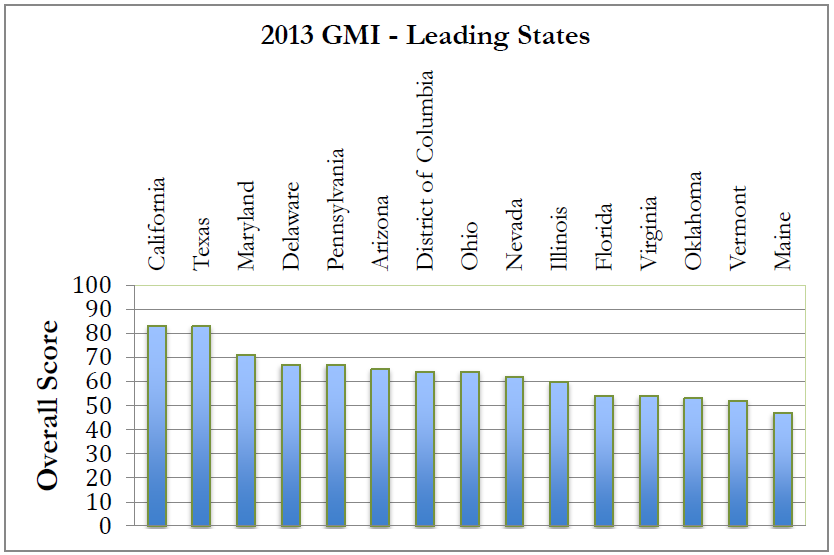 2013 GMI - Leading States
California
Texas
Maryland
Delaware
Pennsylvania
Arizona
District of Columbia
Ohio
Nevada
Illinois
Florida
Virginia
Oklahoma
Vermont
Maine
Overall Score
100
90
80
70
60
50
40
30
20
10
0